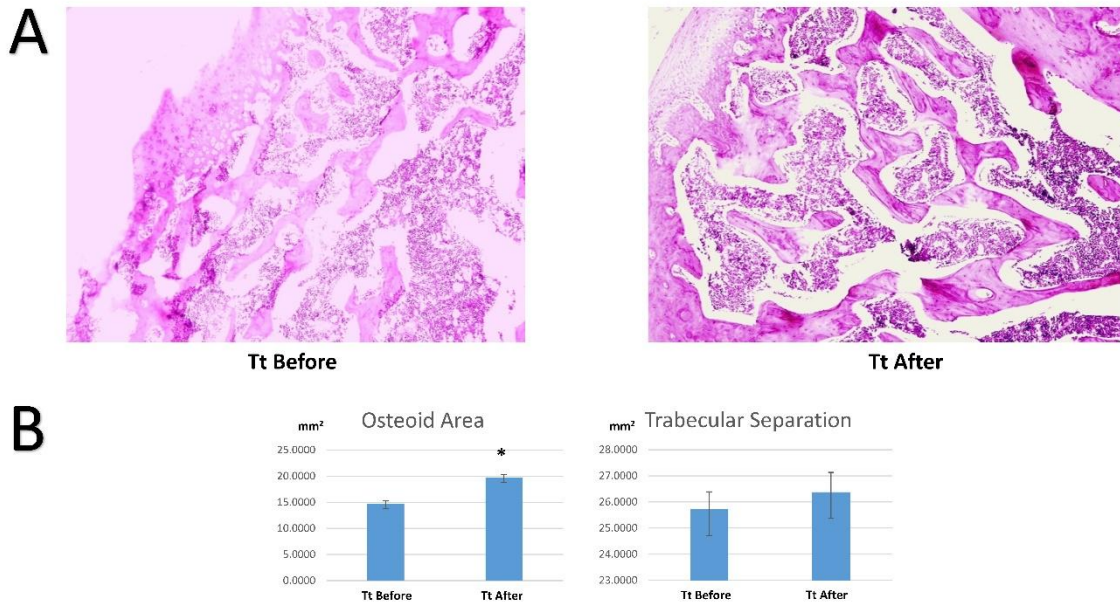 A
Tt Before
Tt After
B
mm²
Osteoid Area
25.0000
20.0000
15.0000
10.0000
5.0000
0.0000
*
Tt Before
Tt After
mm²
Trabecular Separation
28.0000
27.0000
26.0000
25.0000
24.0000
23.0000
Tt Before
Tt After